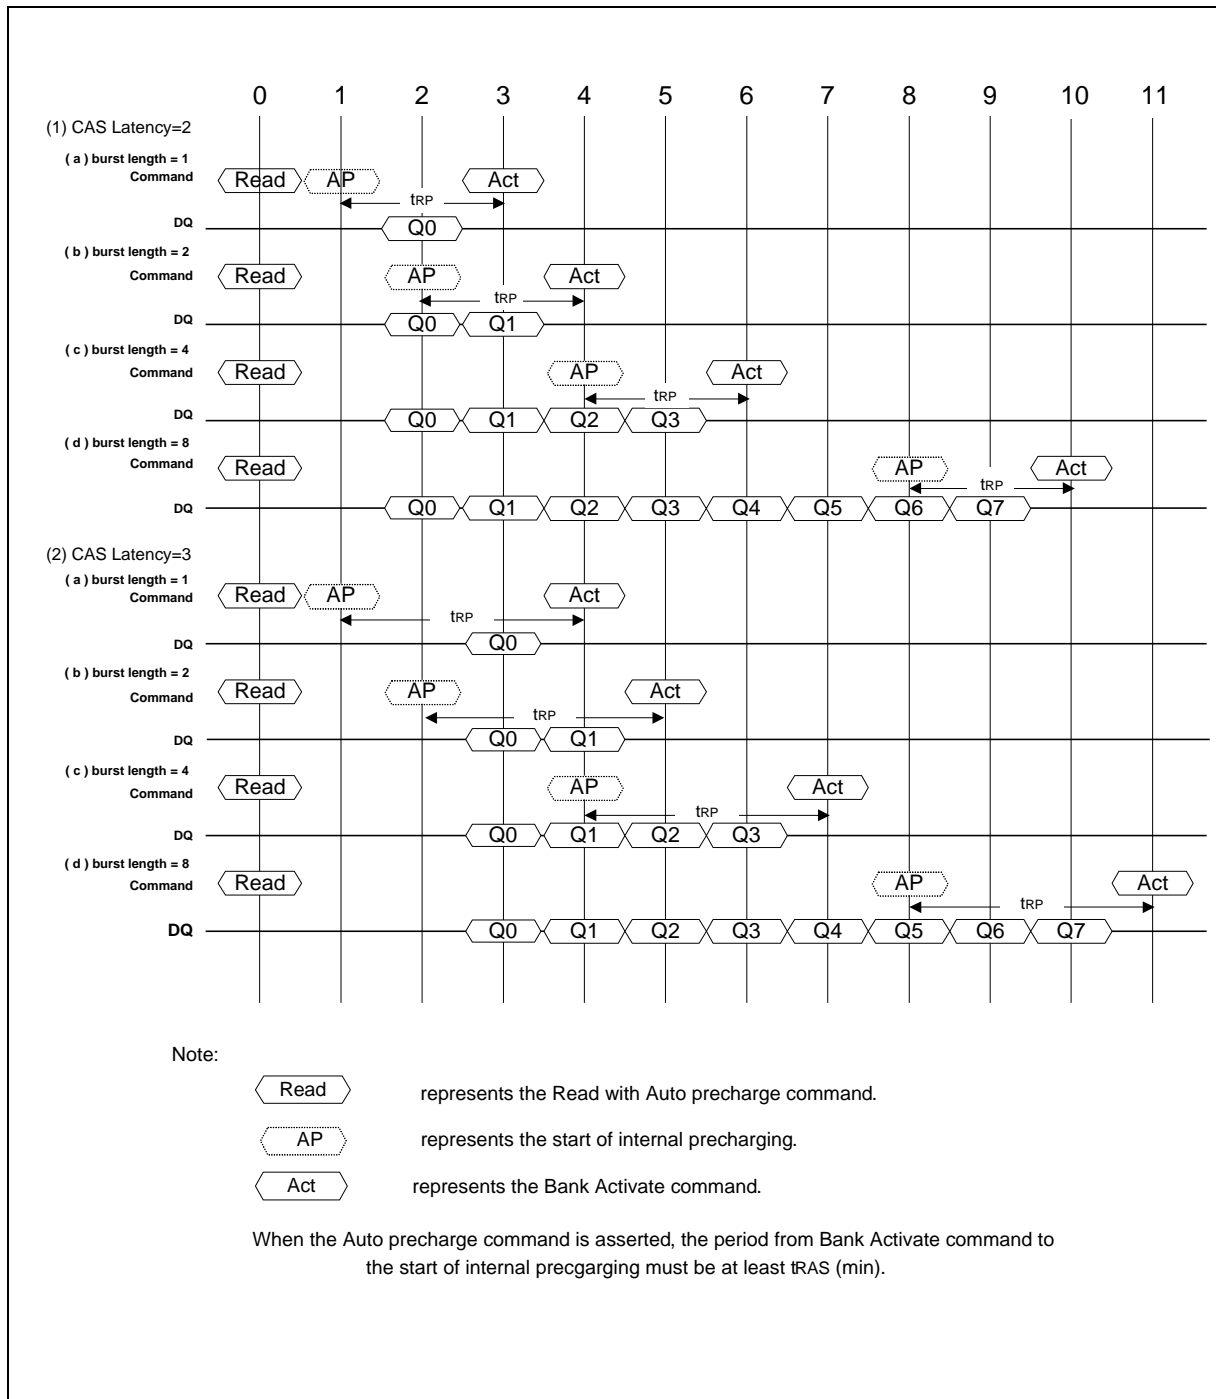 0 1 2 3 4 5 6 7 8 9 10 11
(1) CAS Latency=2
( a ) burst length = 1
Command Read AP Act
tRP
DQ Q0
( b ) burst length = 2
Command Read AP Act
tRP
DQ Q0 Q1
( c ) burst length = 4
Command Read AP Act
tRP
DQ Q0 Q1 Q2 Q3
( d ) burst length = 8
Command Read AP Act
tRP
DQ Q0 Q1 Q2 Q3 Q4 Q5 Q6 Q7
(2) CAS Latency=3
( a ) burst length = 1
Command Read AP Act
tRP
DQ Q0
( b ) burst length = 2
Command Read AP Act
tRP
DQ Q0 Q1
( c ) burst length = 4
Command Read AP Act
tRP
DQ Q0 Q1 Q2 Q3
( d ) burst length = 8
Command Read AP Act
tRP
DQ Q0 Q1 Q2 Q3 Q4 Q5 Q6 Q7
Note:
Read represents the Read with Auto precharge command.
AP represents the start of internal precharging.
Act represents the Bank Activate command.
When the Auto precharge command is asserted, the period from Bank Activate command to
the start of internal precgarging must be at least tRAS (min).